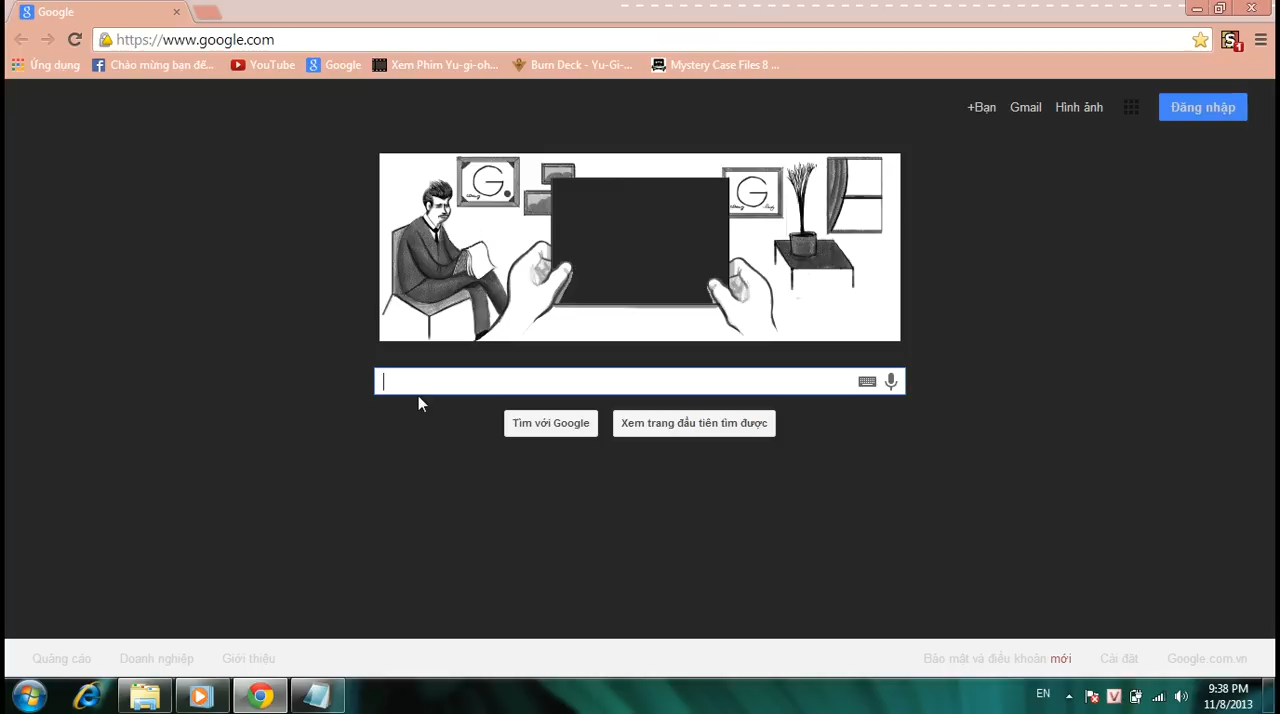 Google
https://www.google.com
Ứng dụng
Chào mừng bạn đế...
YouTube
Google
Xem Phim Yu-gi-oh...
Burn Deck - Yu-Gi-...
Mystery Case Files 8 ...
+Bạn Gmail Hình ảnh Đăng nhập
G
G
Tìm với Google
Xem trang đầu tiên tìm được
Quảng cáo Doanh nghiệp Giới thiệu
Bảo mật và điều khoản mới Cài đặt Google.com.vn
EN
9:38 PM
11/8/2013